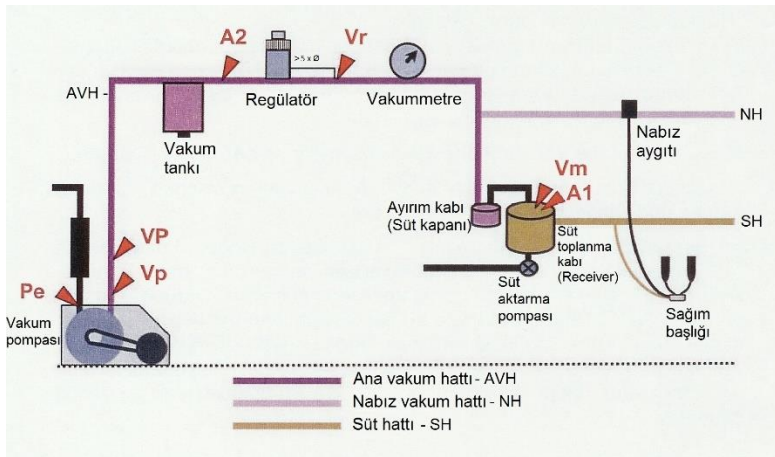 A2
Vr
>5 x Ø
AVH -
Regülatör
Vakummetre
Vakum
tankı
NH
Nabız
aygıtı
Vm
A1
Ayırım kabı
(Süt kapanı)
SH
Süt
toplanma
kabı
(Receiver)
VP
Vp
Pe
Süt
aktarma
pompası
Sağım
başlığı
Vakum
pompası
Ana vakum hattı - AVH
Nabız vakum hattı - NH
Süt hattı - SH